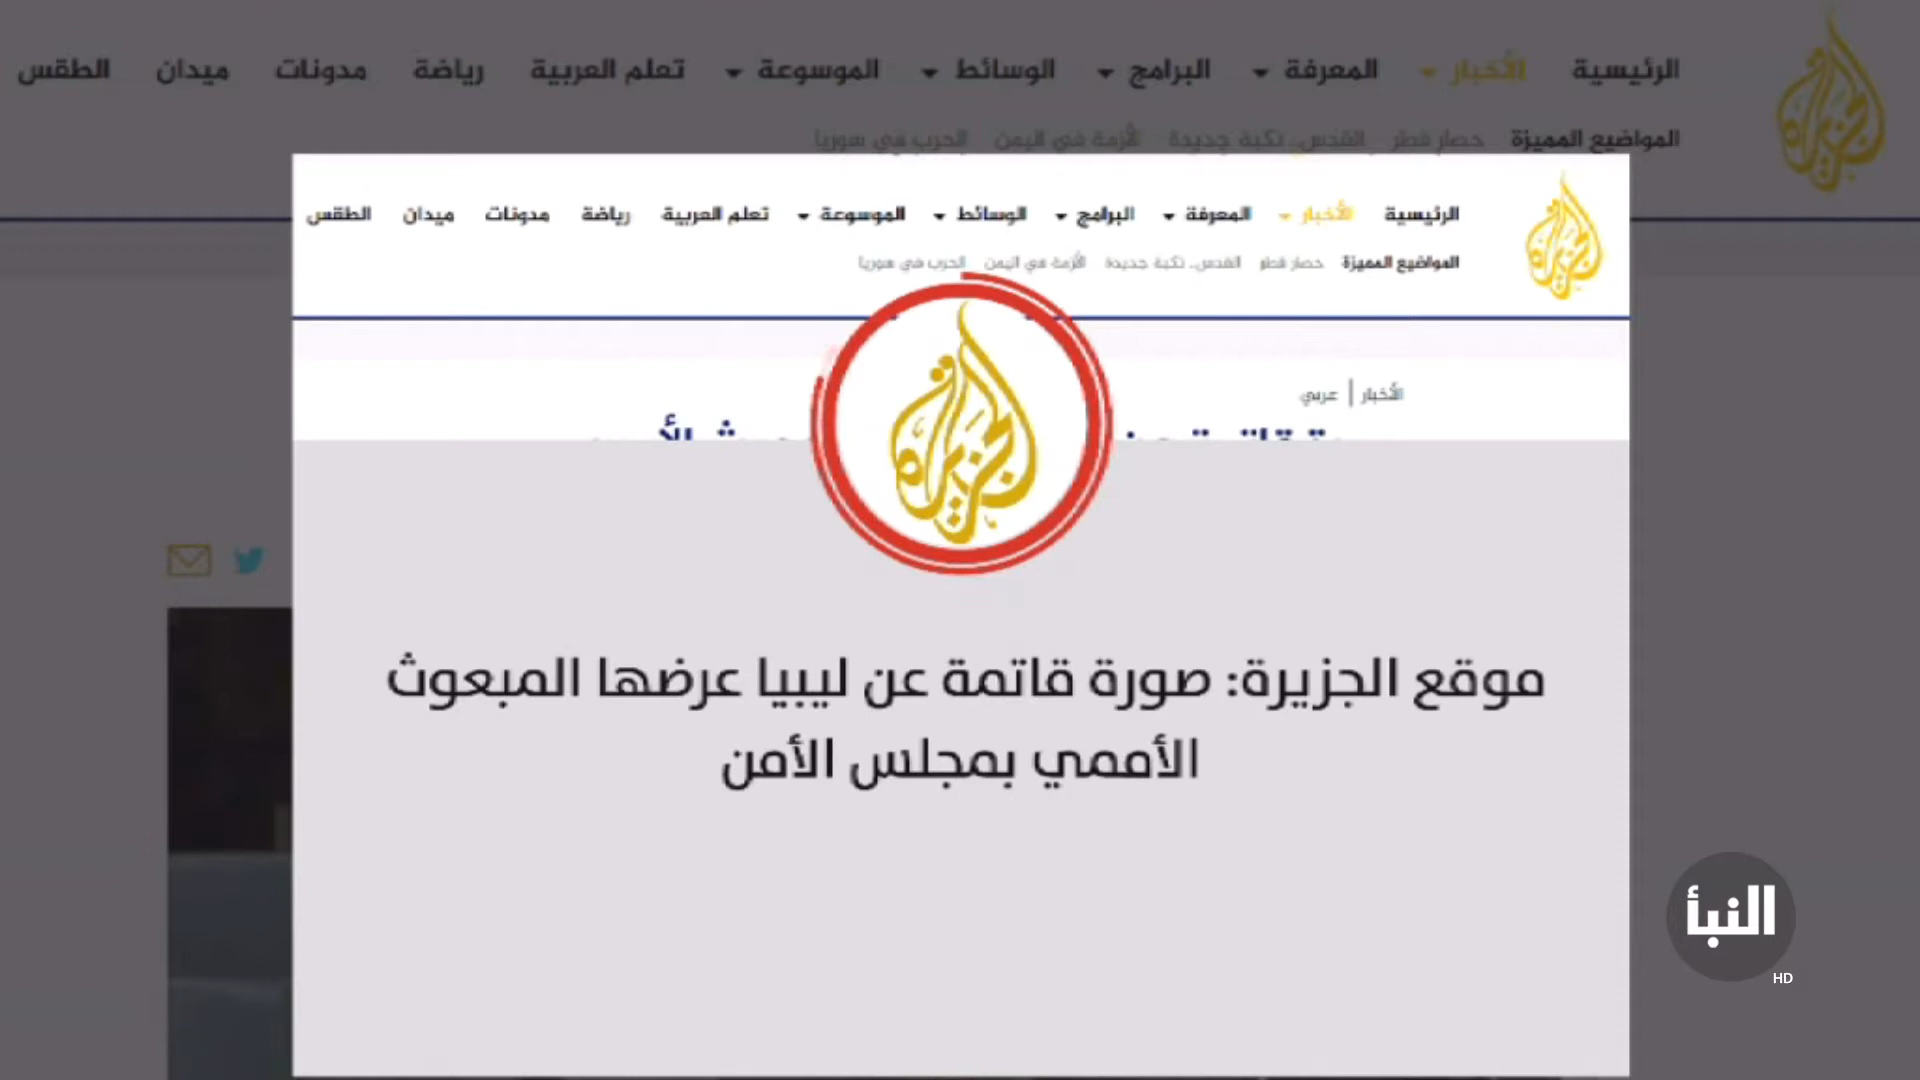 الرئيسية الأخبار المعرفة البرامج الوسائط الموسوعة تعلم العربية رياضة مدونات ميدان الطقس
المواضيع المميزة حصار قطر القدس.. نكبة جديدة الأزمة في اليمن الحرب في سوريا
الرئيسية الأخبار المعرفة البرامج الوسائط الموسوعة تعلم العربية رياضة مدونات ميدان الطقس
المواضيع المميزة حصار قطر القدس.. نكبة جديدة الأزمة في اليمن الحرب في سوريا
الجزيرة
الأخبار | عربي
الجزيرة
موقع الجزيرة: صورة قاتمة عن ليبيا عرضها المبعوث
الأممي بمجلس الأمن
النبأ
HD